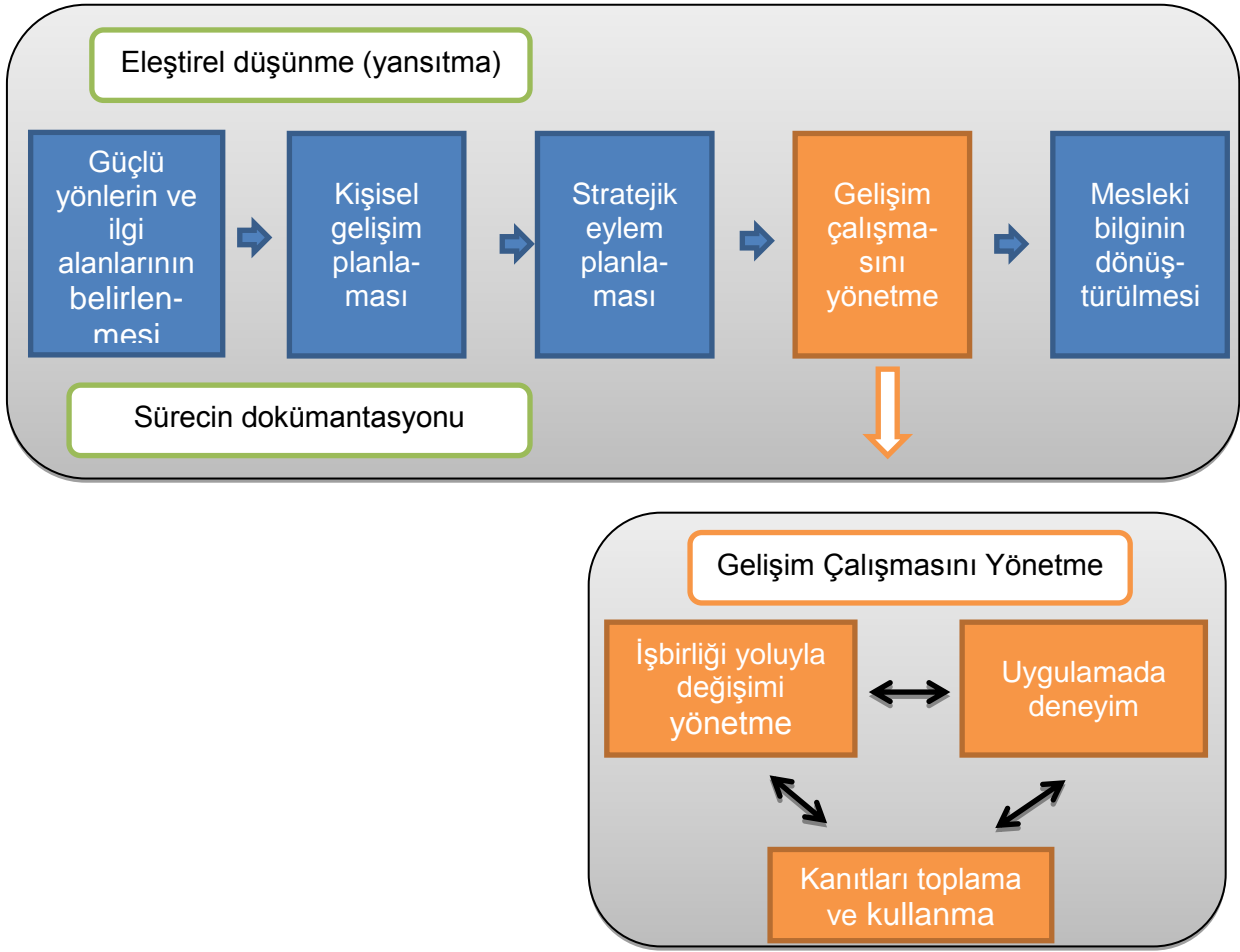 Eleştirel düşünme (yansıtma)
Güçlü
yönlerin ve
ilgi
alanlarının
belirlen-
mesi
Kişisel
gelişim
planla-
ması
Stratejik
eylem
planla-
ması
Gelişim
çalışma-
sını
yönetme
Mesleki
bilginin
dönüş-
türülmesi
Sürecin dokümantasyonu
Gelişim Çalışmasını Yönetme
İşbirliği yoluyla
değişimi
yönetme
Uygulamada
deneyim
Kanıtları toplama
ve kullanma